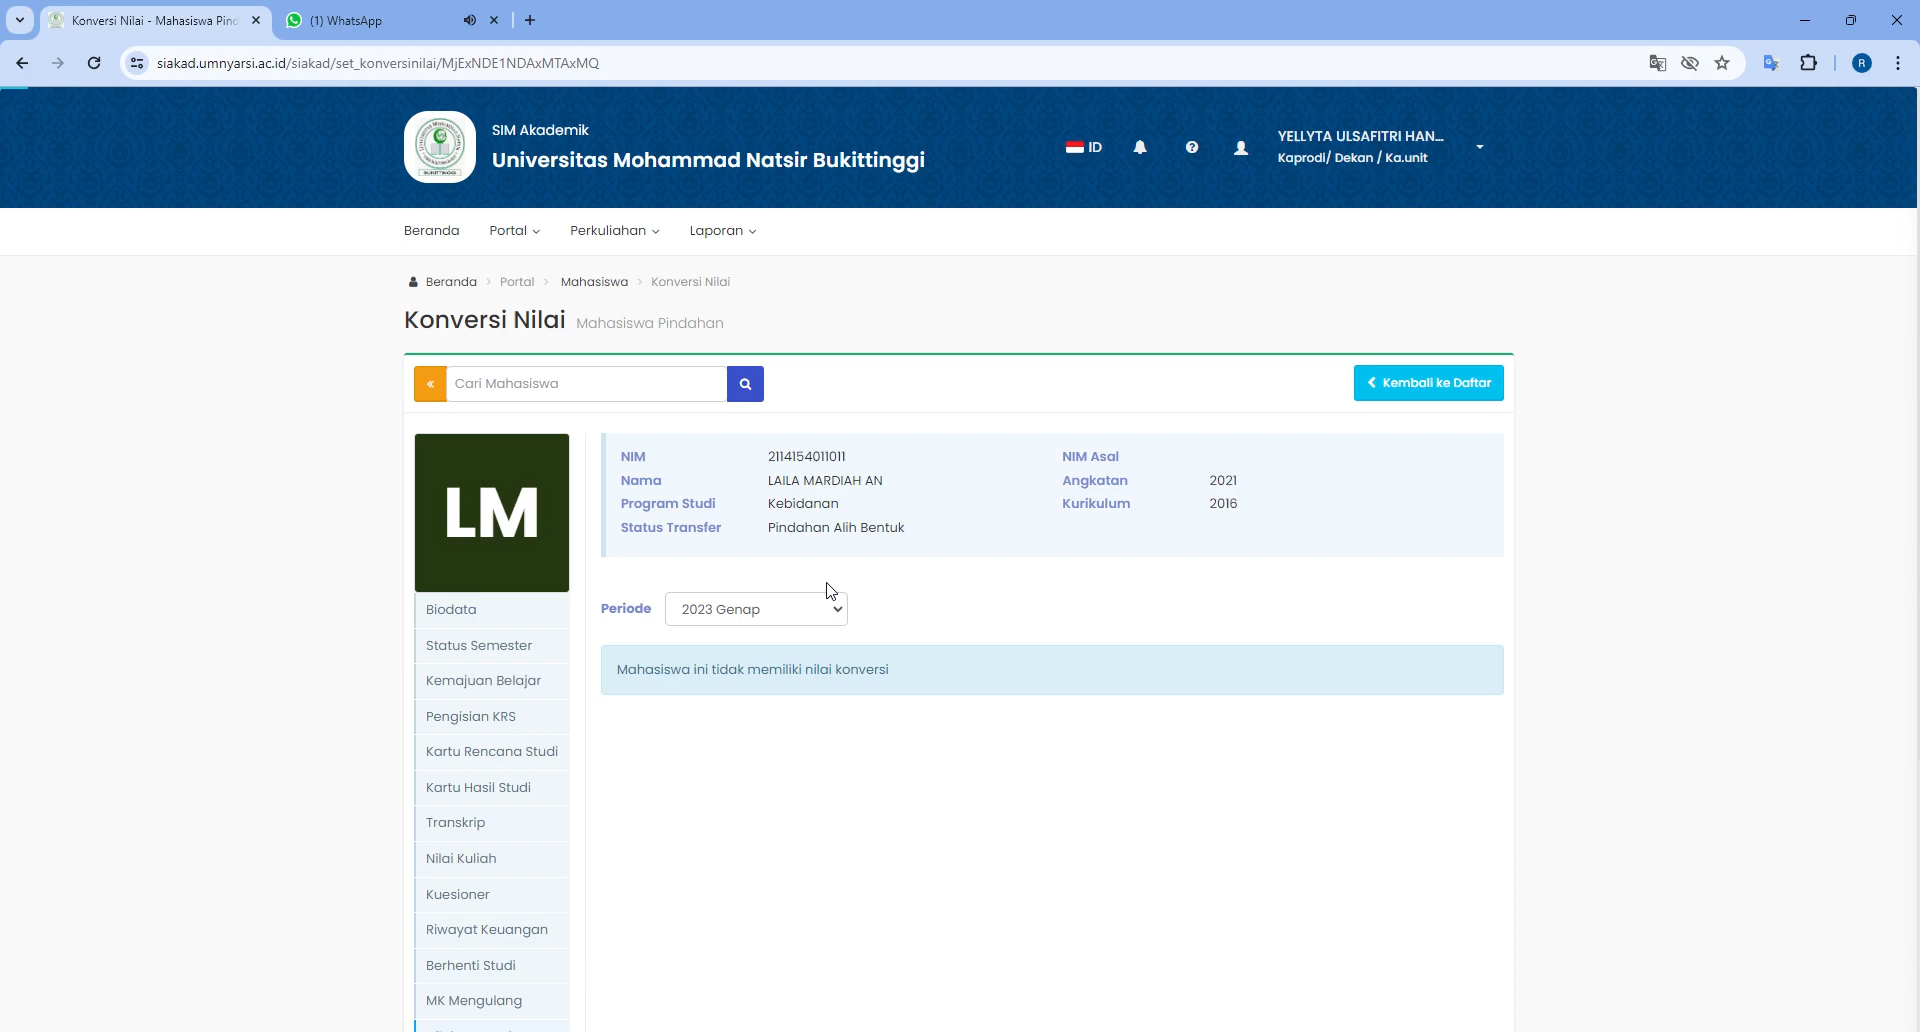 Konversi Nilai - Mahasiswa Pind
(1) WhatsApp
siakad.umnyarsi.ac.id/siakad/set_konversinilai/MjExNDE1NDAxMTAxMQ
R
SIM Akademik
Universitas Mohammad Natsir Bukittinggi
ID
YELLYTA ULSAFITRI HAN...
Kaprodi/ Dekan / Ka.unit
BUKITTINGGI
Beranda
Portal
Perkuliahan
Laporan
Beranda > Portal > Mahasiswa > Konversi Nilai
Konversi Nilai Mahasiswa Pindahan
« Cari Mahasiswa
Kembali ke Daftar
LM
NIM 2114154011011 NIM Asal
Nama LAILA MARDIAH AN Angkatan 2021
Program Studi Kebidanan Kurikulum 2016
Status Transfer Pindahan Alih Bentuk
Periode 2023 Genap
Mahasiswa ini tidak memiliki nilai konversi
Biodata
Status Semester
Kemajuan Belajar
Pengisian KRS
Kartu Rencana Studi
Kartu Hasil Studi
Transkrip
Nilai Kuliah
Kuesioner
Riwayat Keuangan
Berhenti Studi
MK Mengulang